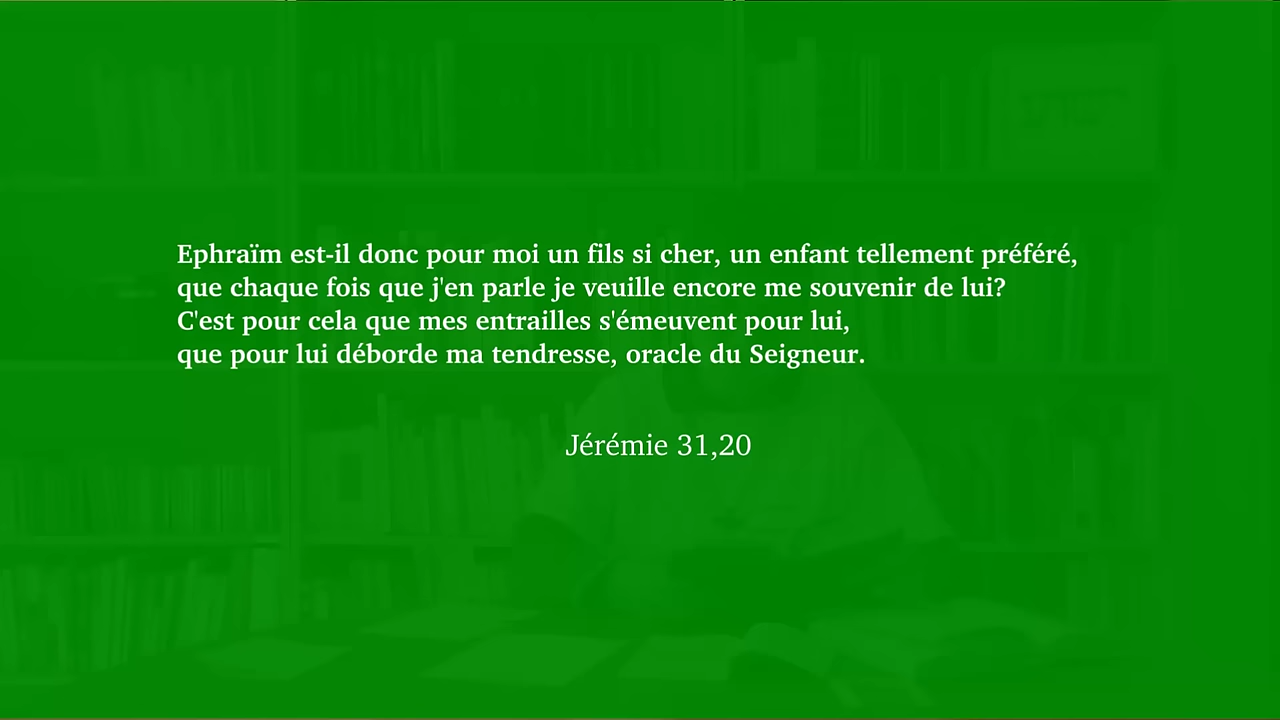 Ephraïm est-il donc pour moi un fils si cher, un enfant tellement préféré,
que chaque fois que j'en parle je veuille encore me souvenir de lui?
C'est pour cela que mes entrailles s'émeuvent pour lui,
que pour lui déborde ma tendresse, oracle du Seigneur.
Jérémie 31,20